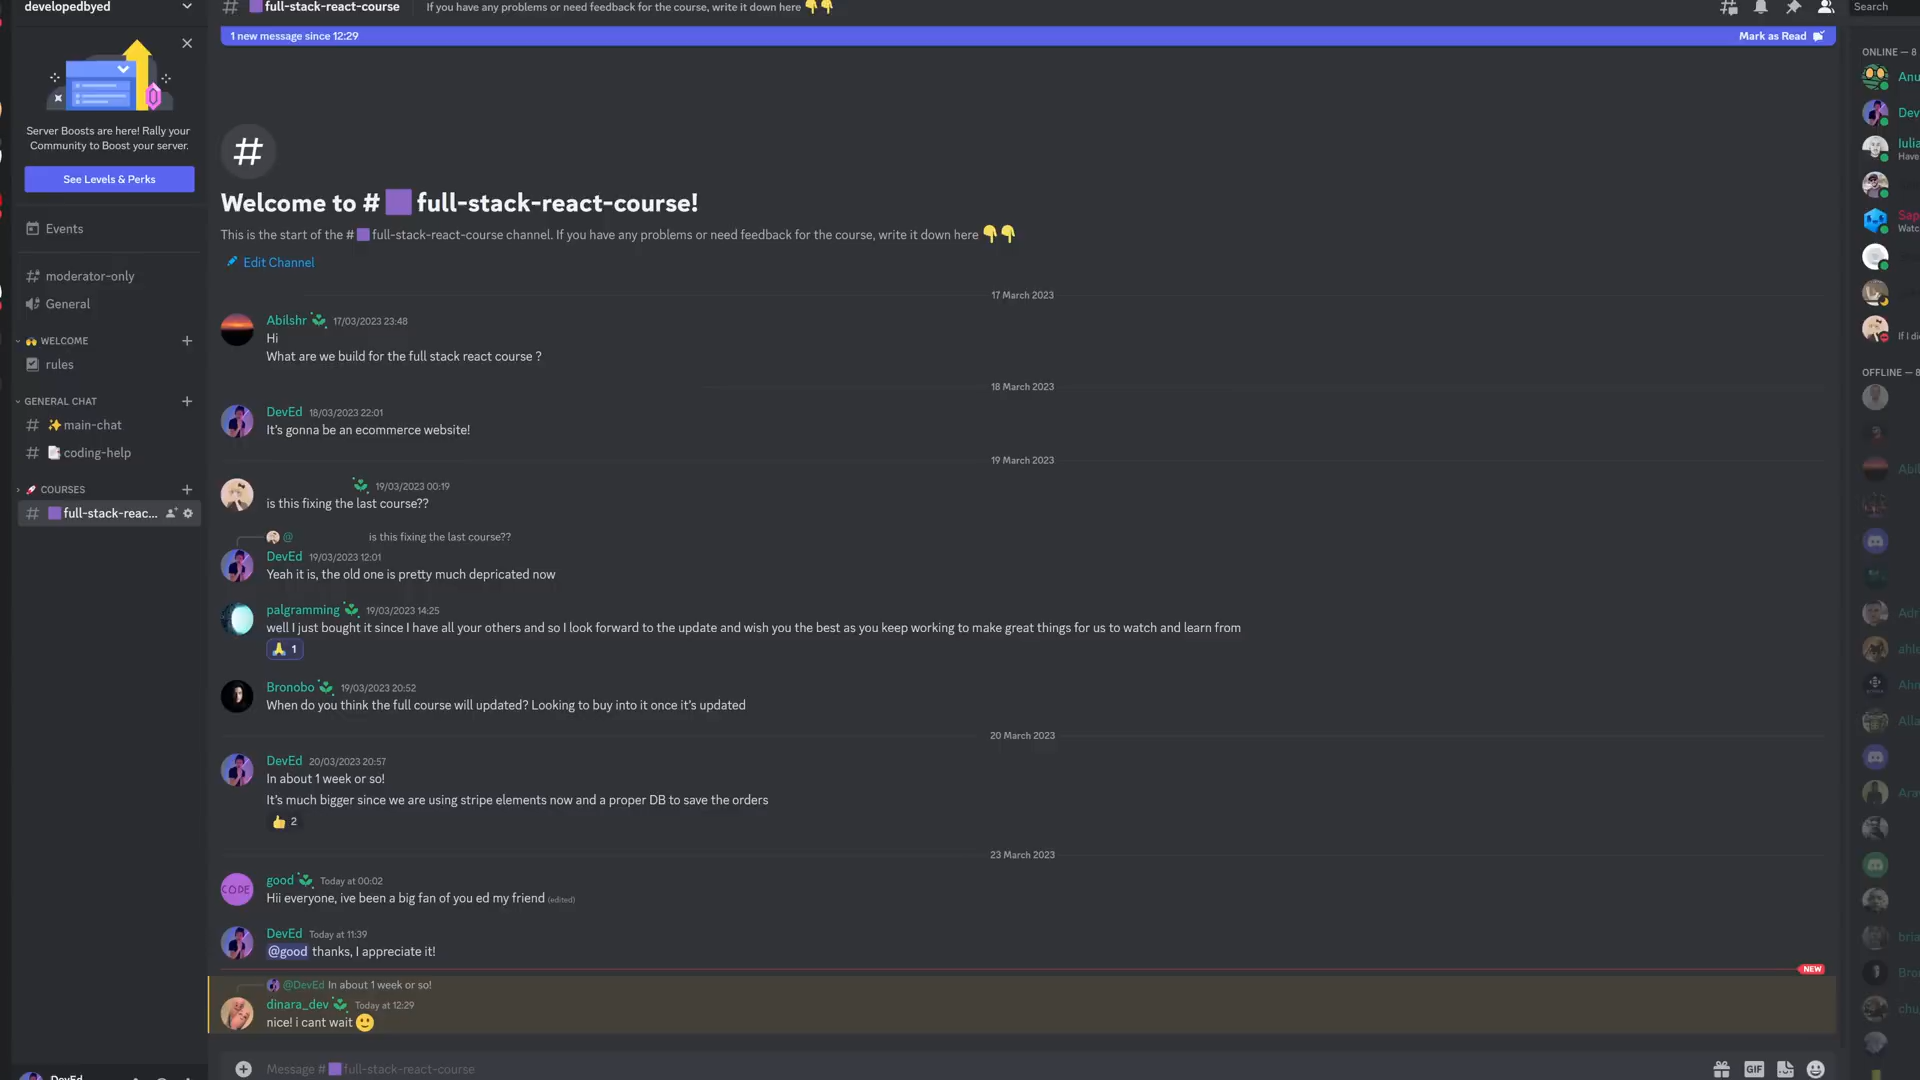 developedbyed
Server Boosts are here! Rally your
Community to Boost your server.
See Levels & Perks
Events
moderator-only
General
WELCOME
rules
GENERAL CHAT
main-chat
coding-help
COURSES
full-stack-reac...
DevEd
full-stack-react-course
If you have any problems or need feedback for the course, write it down here
Search
1 new message since 12:29
Mark as Read
#
Welcome to # full-stack-react-course!
This is the start of the # full-stack-react-course channel. If you have any problems or need feedback for the course, write it down here
Edit Channel
17 March 2023
Abilshr 17/03/2023 23:48
Hi
What are we build for the full stack react course ?
18 March 2023
DevEd 18/03/2023 22:01
It's gonna be an ecommerce website!
19 March 2023
19/03/2023 00:19
is this fixing the last course??
@ is this fixing the last course??
DevEd 19/03/2023 12:01
Yeah it is, the old one is pretty much depricated now
palgramming 19/03/2023 14:25
well I just bought it since I have all your others and so I look forward to the update and wish you the best as you keep working to make great things for us to watch and learn from
1
Bronobo 19/03/2023 20:52
When do you think the full course will updated? Looking to buy into it once it's updated
20 March 2023
DevEd 20/03/2023 20:57
In about 1 week or so!
It's much bigger since we are using stripe elements now and a proper DB to save the orders
2
23 March 2023
CODE
good Today at 00:02
Hii everyone, ive been a big fan of you ed my friend (edited)
DevEd Today at 11:39
@good thanks, I appreciate it!
NEW
@DevEd In about 1 week or so!
dinara_dev Today at 12:29
nice! i cant wait
Message # full-stack-react-course
GIF
ONLINE — 8
Anu
Dev
Iulia
Have
Sap
Watc
If I di
OFFLINE — 8
Abil
Adri
ahle
Ahn
Alla
Arav
bria
Bron
chu